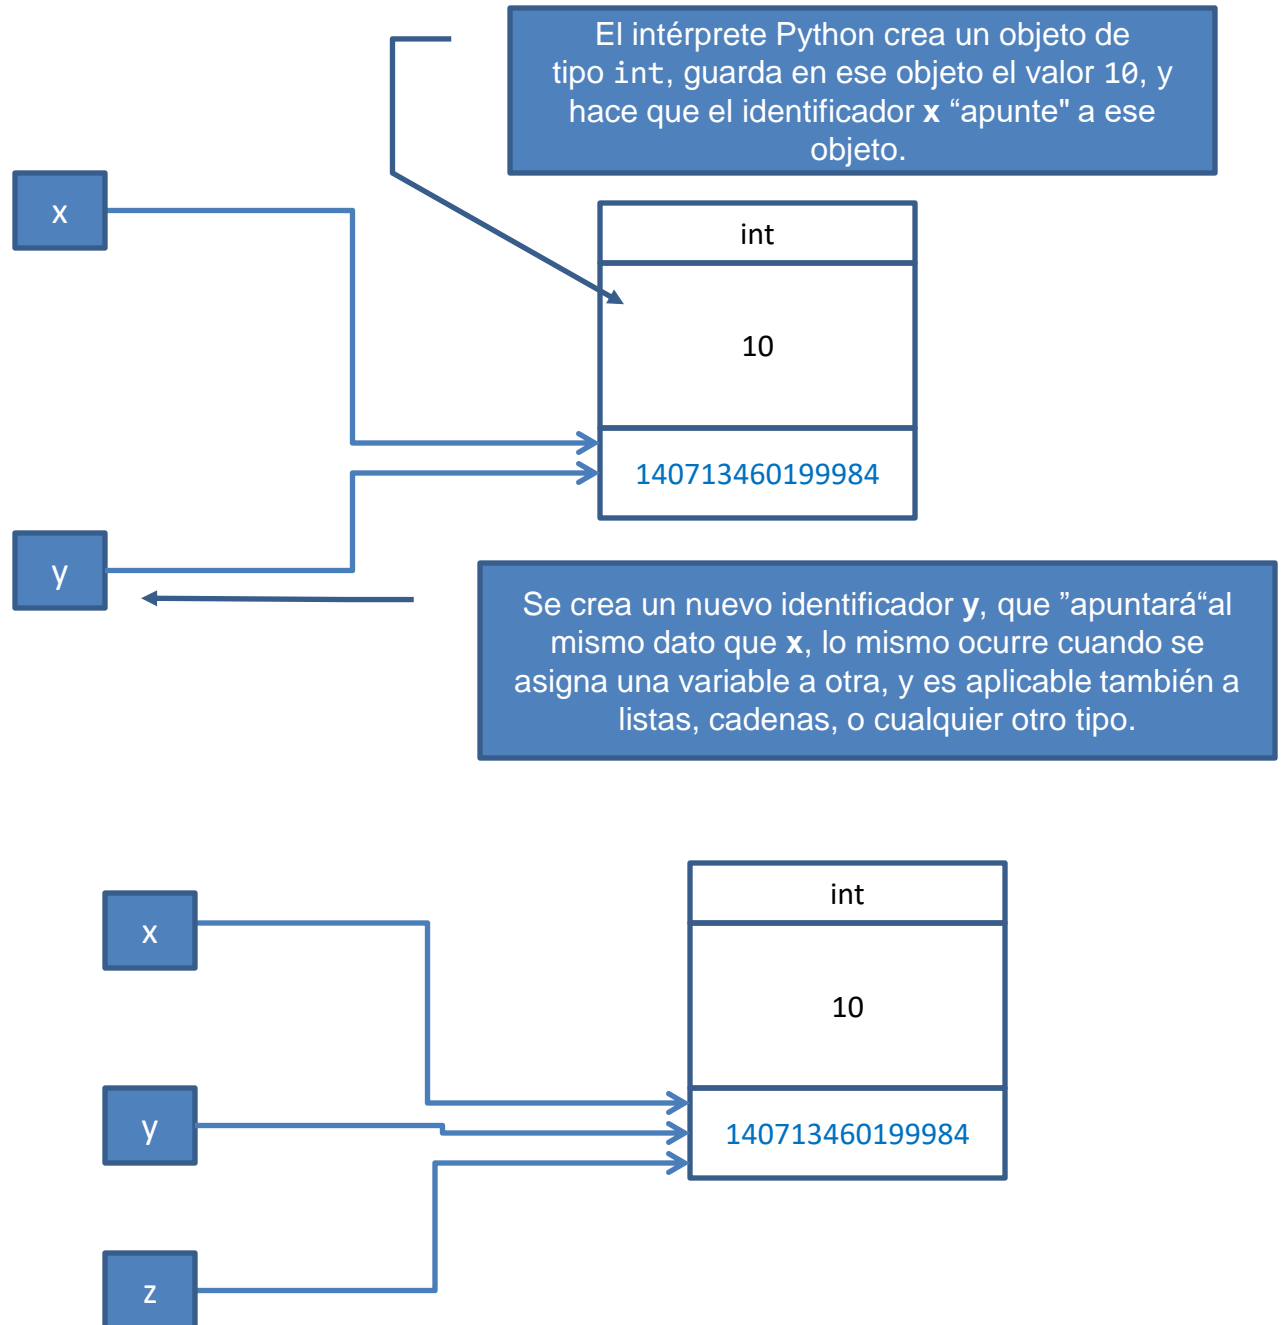 El intérprete Python crea un objeto de
tipo int, guarda en ese objeto el valor 10, y
hace que el identificador x “apunte" a ese
objeto.
x
int
10
140713460199984
y
Se crea un nuevo identificador y, que ”apuntará“al
mismo dato que x, lo mismo ocurre cuando se
asigna una variable a otra, y es aplicable también a
listas, cadenas, o cualquier otro tipo.
int
x
10
y
140713460199984
z